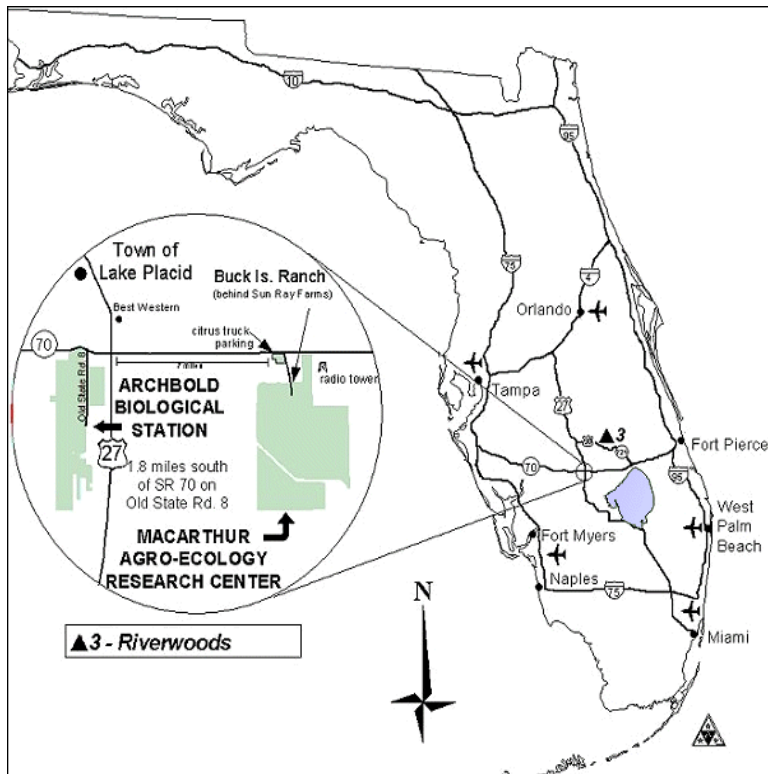 10
95
75
4
Orlando
Tampa
27
98
3
70
Fort Pierce
95
West
Palm
Beach
Fort Myers
Naples
75
Miami
N
Town of
Lake Placid
Best Western
Buck Is. Ranch
(behind Sun Ray Farms)
citrus truck
parking
70
7 miles
radio tower
Old State Rd. 8
ARCHBOLD
BIOLOGICAL
STATION
27
1.8 miles south
of SR 70 on
Old State Rd. 8
MACARTHUR
AGRO-ECOLOGY
RESEARCH CENTER
3 - Riverwoods